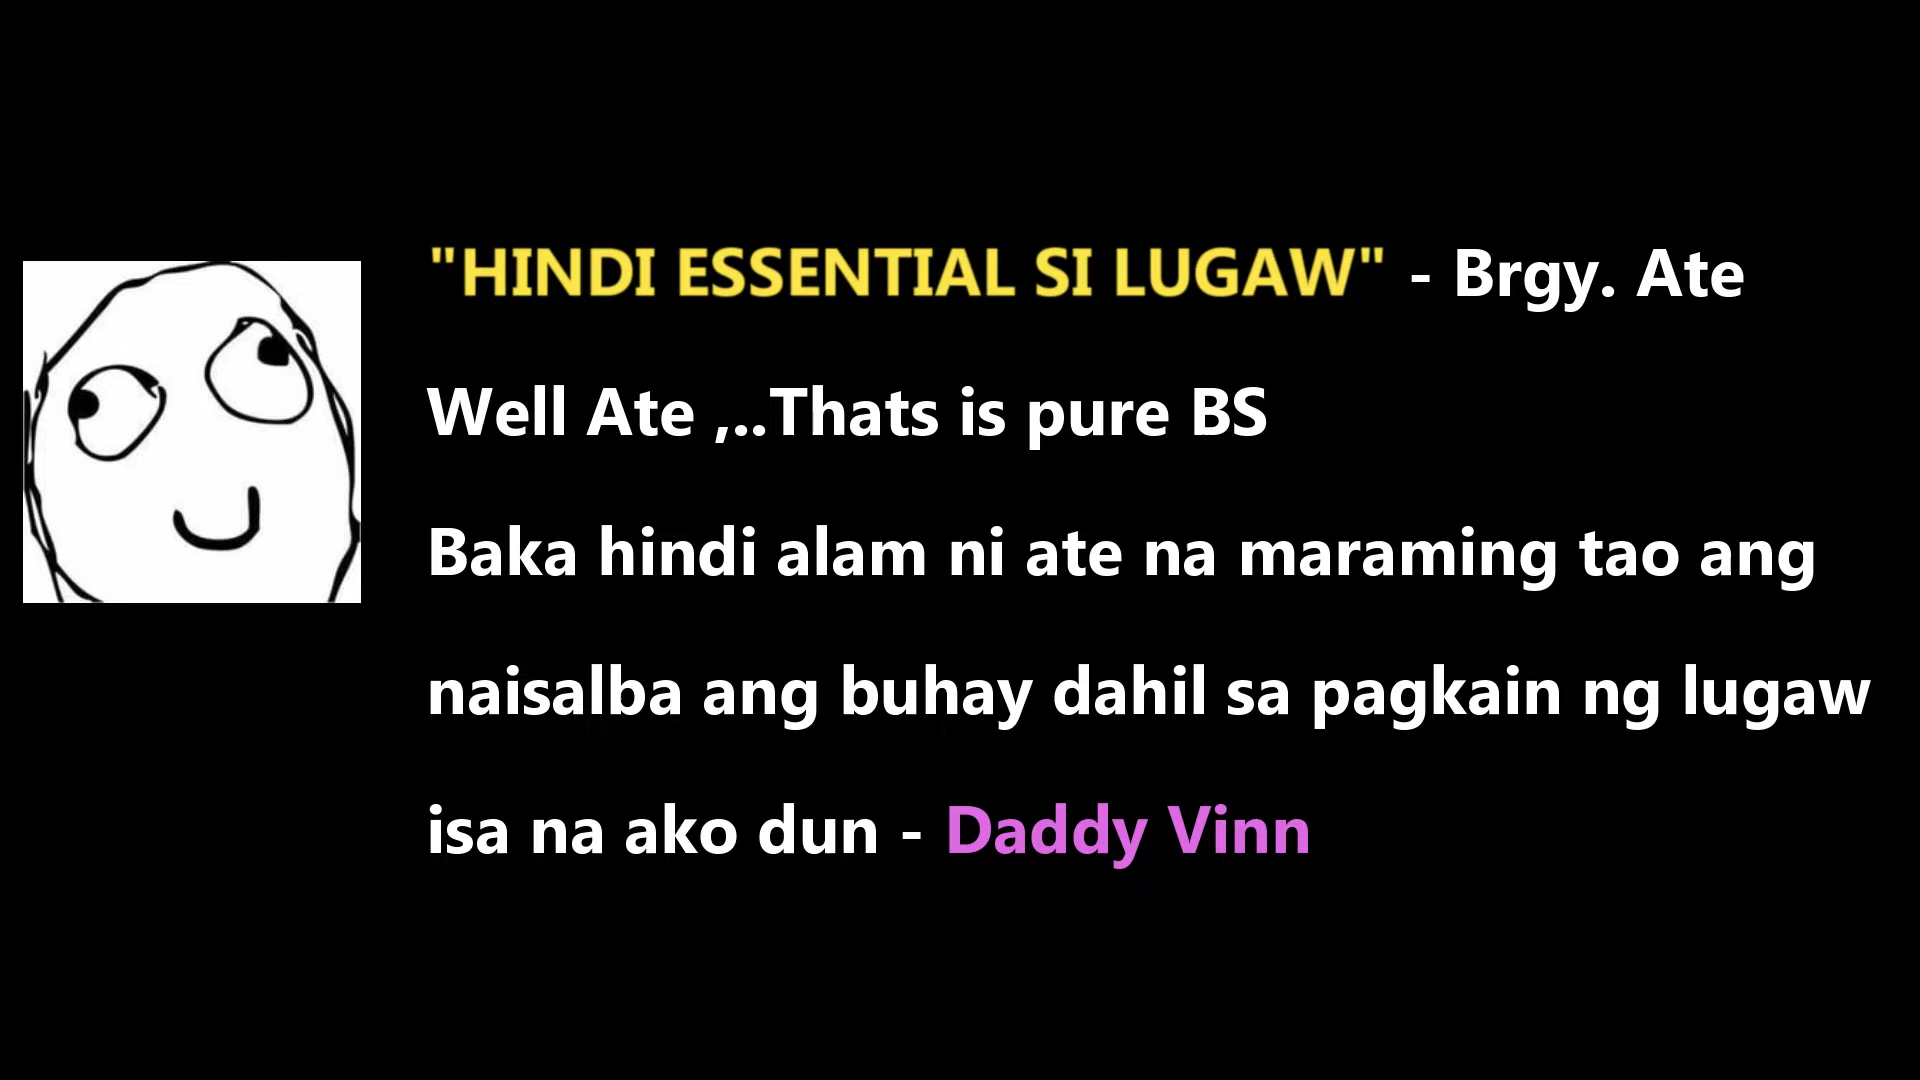 "HINDI ESSENTIAL SI LUGAW" - Brgy. Ate
Well Ate ,..Thats is pure BS
Baka hindi alam ni ate na maraming tao ang
naisalba ang buhay dahil sa pagkain ng lugaw
isa na ako dun - Daddy Vinn